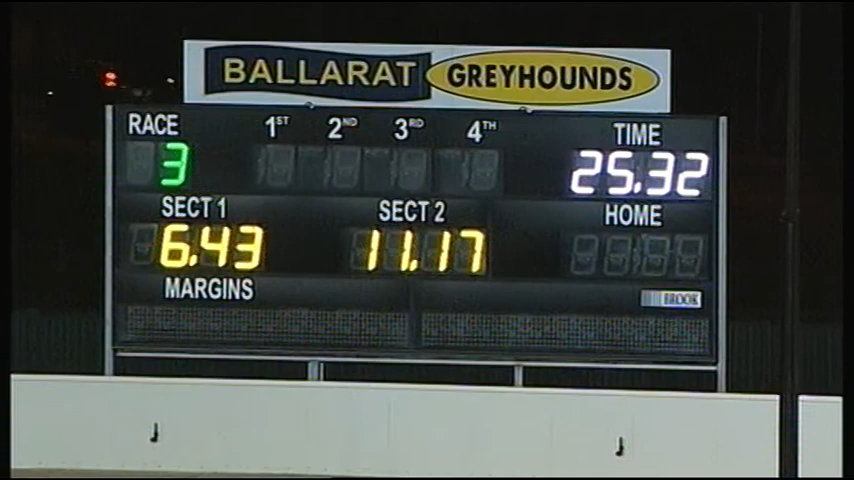 BALLARAT GREYHOUNDS
RACE 1ST 2ND 3RD 4TH TIME
3 25.32
SECT 1 SECT 2 HOME
6.43 11.17
MARGINS
BROOK